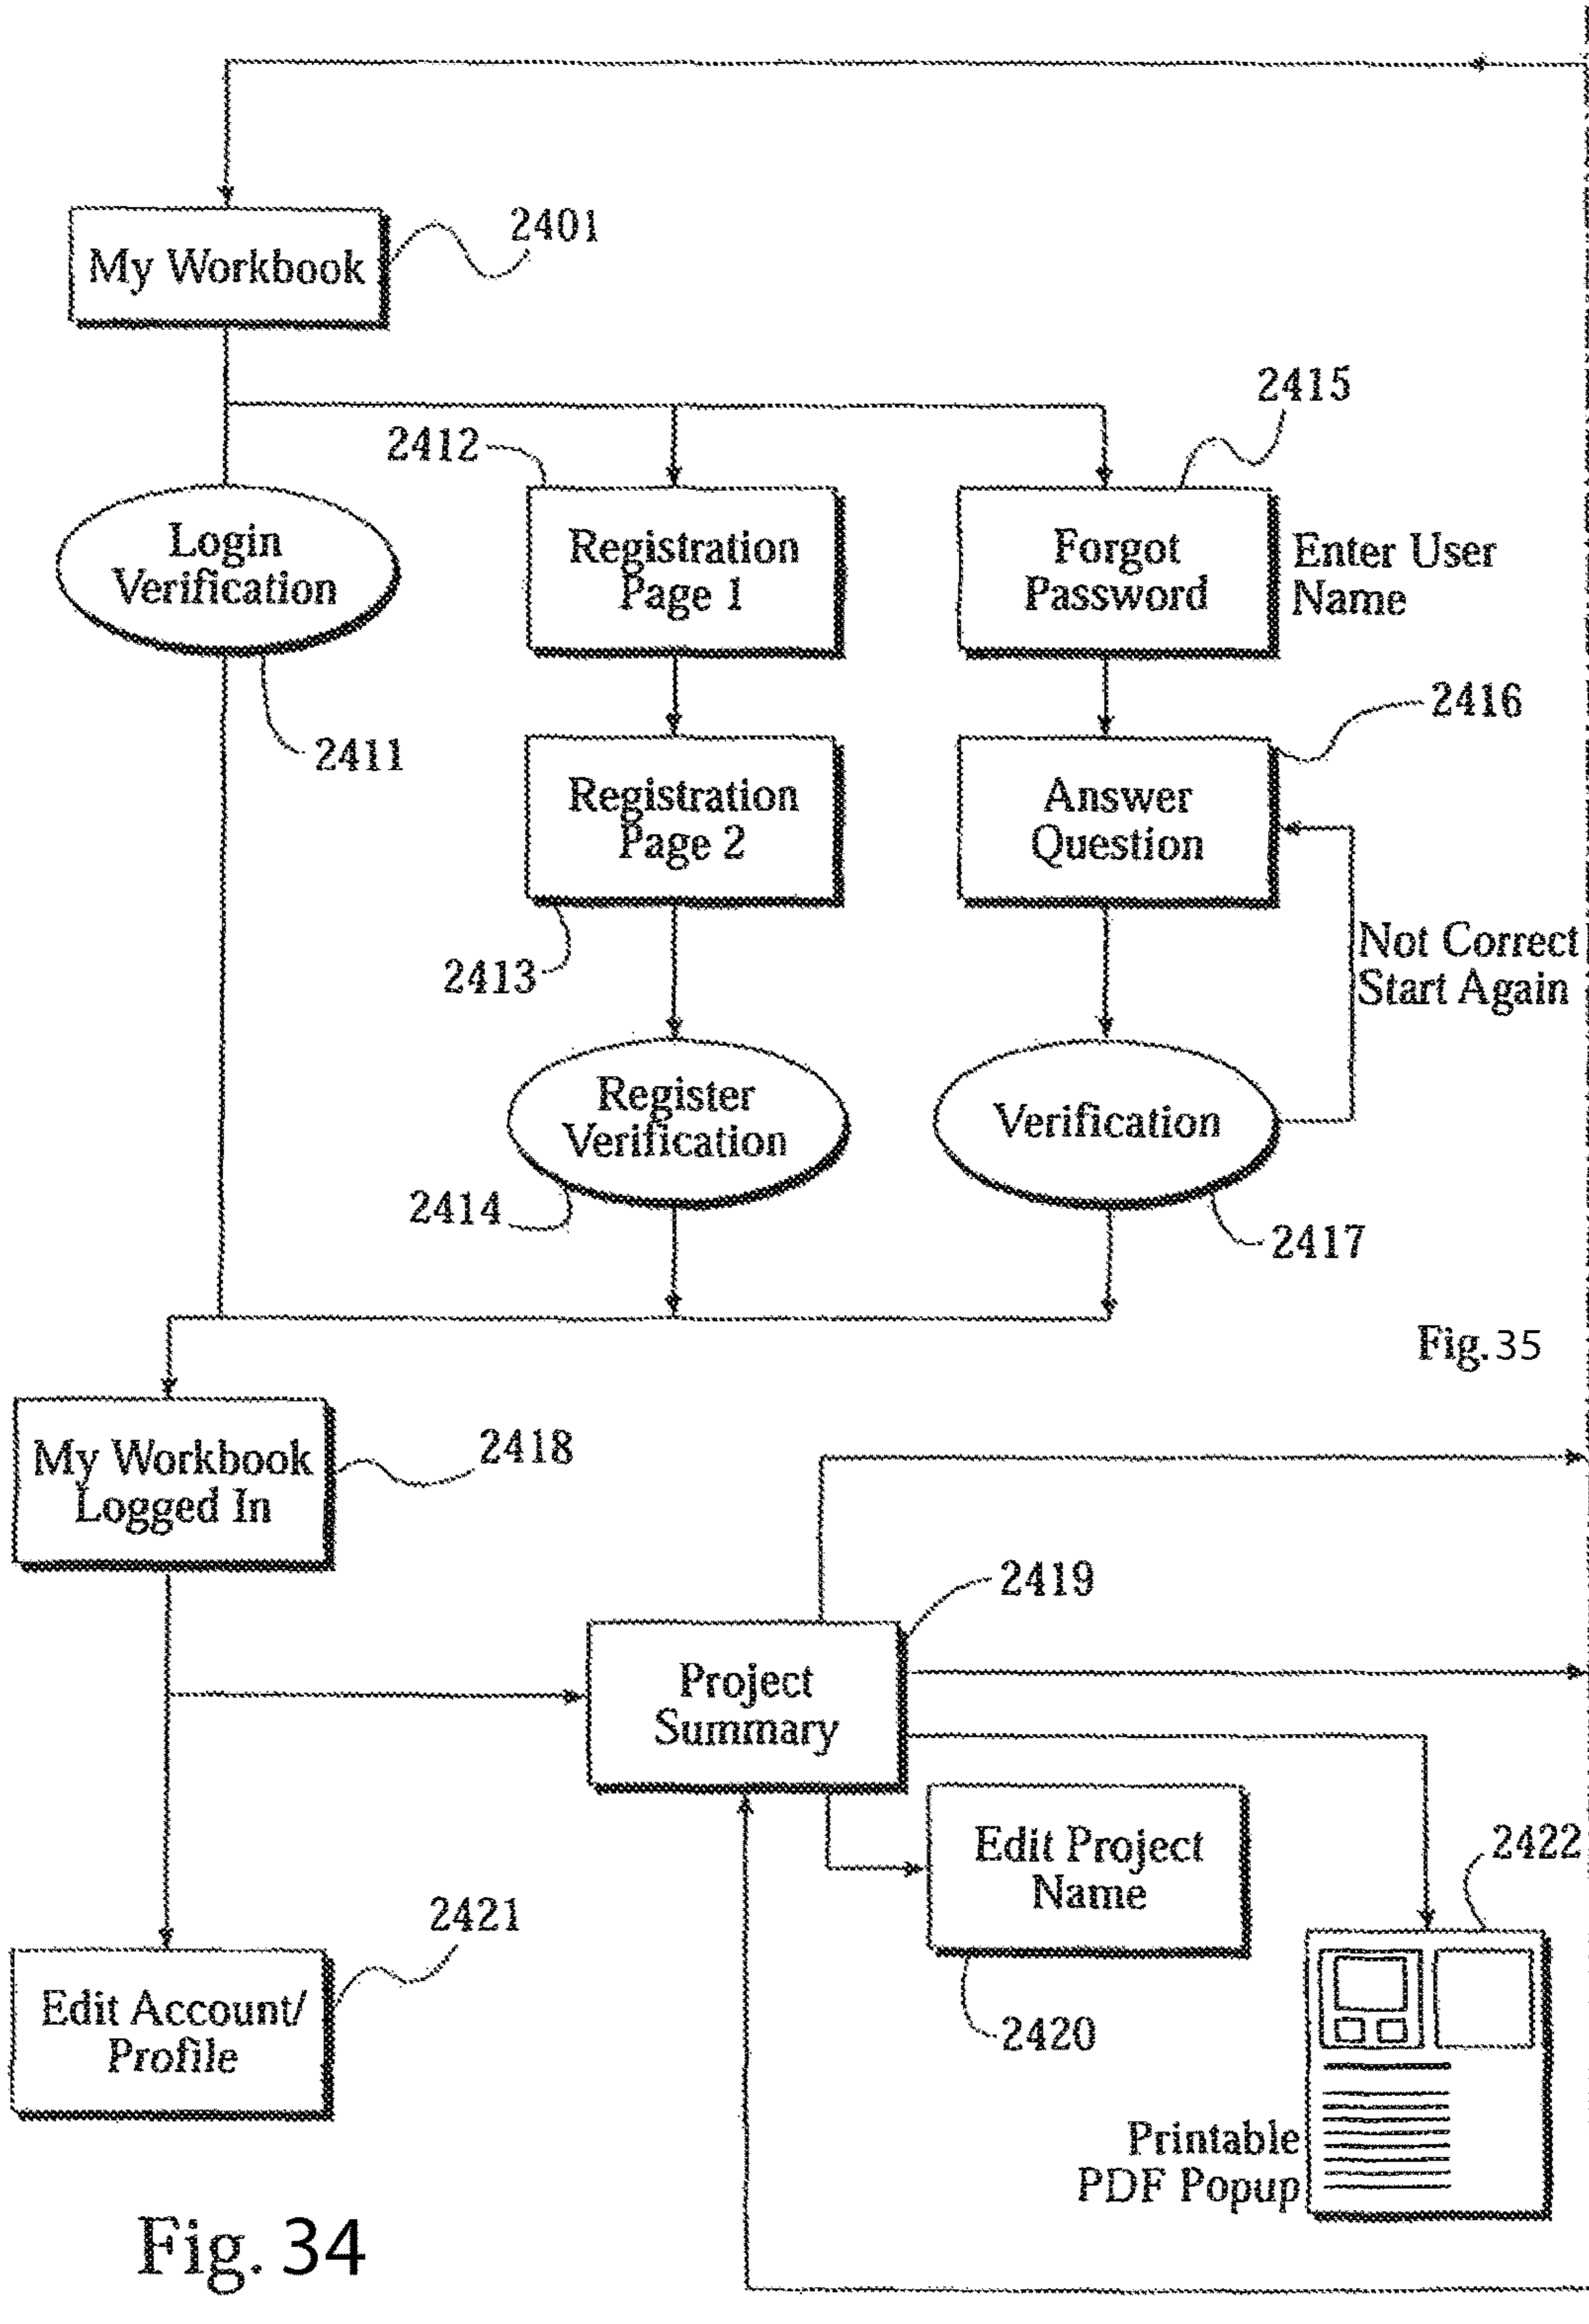 2401
My Workbook
2415
2412
Login
Verification
Registration
Page 1
Forgot
Password
Enter User
Name
2411
2416
Registration
Page 2
Answer
Question
2413
Not Correct
Start Again
Register
Verification
Verification
2414
2417
Fig. 35
My Workbook
Logged In
2418
2419
Project
Summary
Edit Project
Name
2422
2421
Edit Account/
Profile
2420
Printable
PDF Popup
Fig. 34